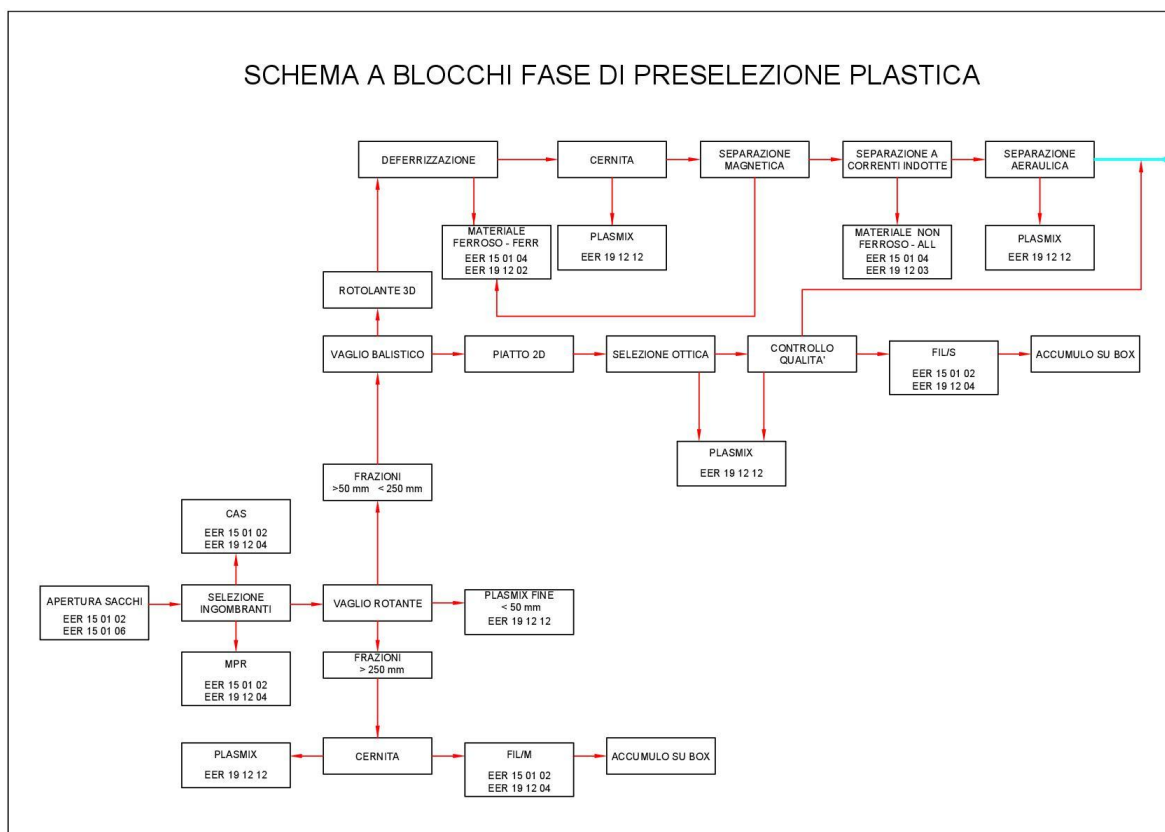 SCHEMA A BLOCCHI FASE DI PRESELEZIONE PLASTICA
DEFERRIZZAZIONE
CERNITA
SEPARAZIONE
MAGNETICA
SEPARAZIONE A
CORRENTI INDOTTE
SEPARAZIONE
AERAULICA
MATERIALE
FERROSO - FERR
EER 15 01 04
EER 19 12 02
PLASMIX
EER 19 12 12
MATERIALE NON
FERROSO - ALL
EER 15 01 04
EER 19 12 03
PLASMIX
EER 19 12 12
ROTOLANTE 3D
VAGLIO BALISTICO
PIATTO 2D
SELEZIONE OTTICA
CONTROLLO
QUALITA'
FIL/S
EER 15 01 02
EER 19 12 04
ACCUMULO SU BOX
PLASMIX
EER 19 12 12
FRAZIONI
>50 mm < 250 mm
CAS
EER 15 01 02
EER 19 12 04
APERTURA SACCHI
EER 15 01 02
EER 15 01 06
SELEZIONE
INGOMBRANTI
VAGLIO ROTANTE
PLASMIX FINE
< 50 mm
EER 19 12 12
MPR
EER 15 01 02
EER 19 12 04
FRAZIONI
> 250 mm
PLASMIX
EER 19 12 12
CERNITA
FIL/M
EER 15 01 02
EER 19 12 04
ACCUMULO SU BOX